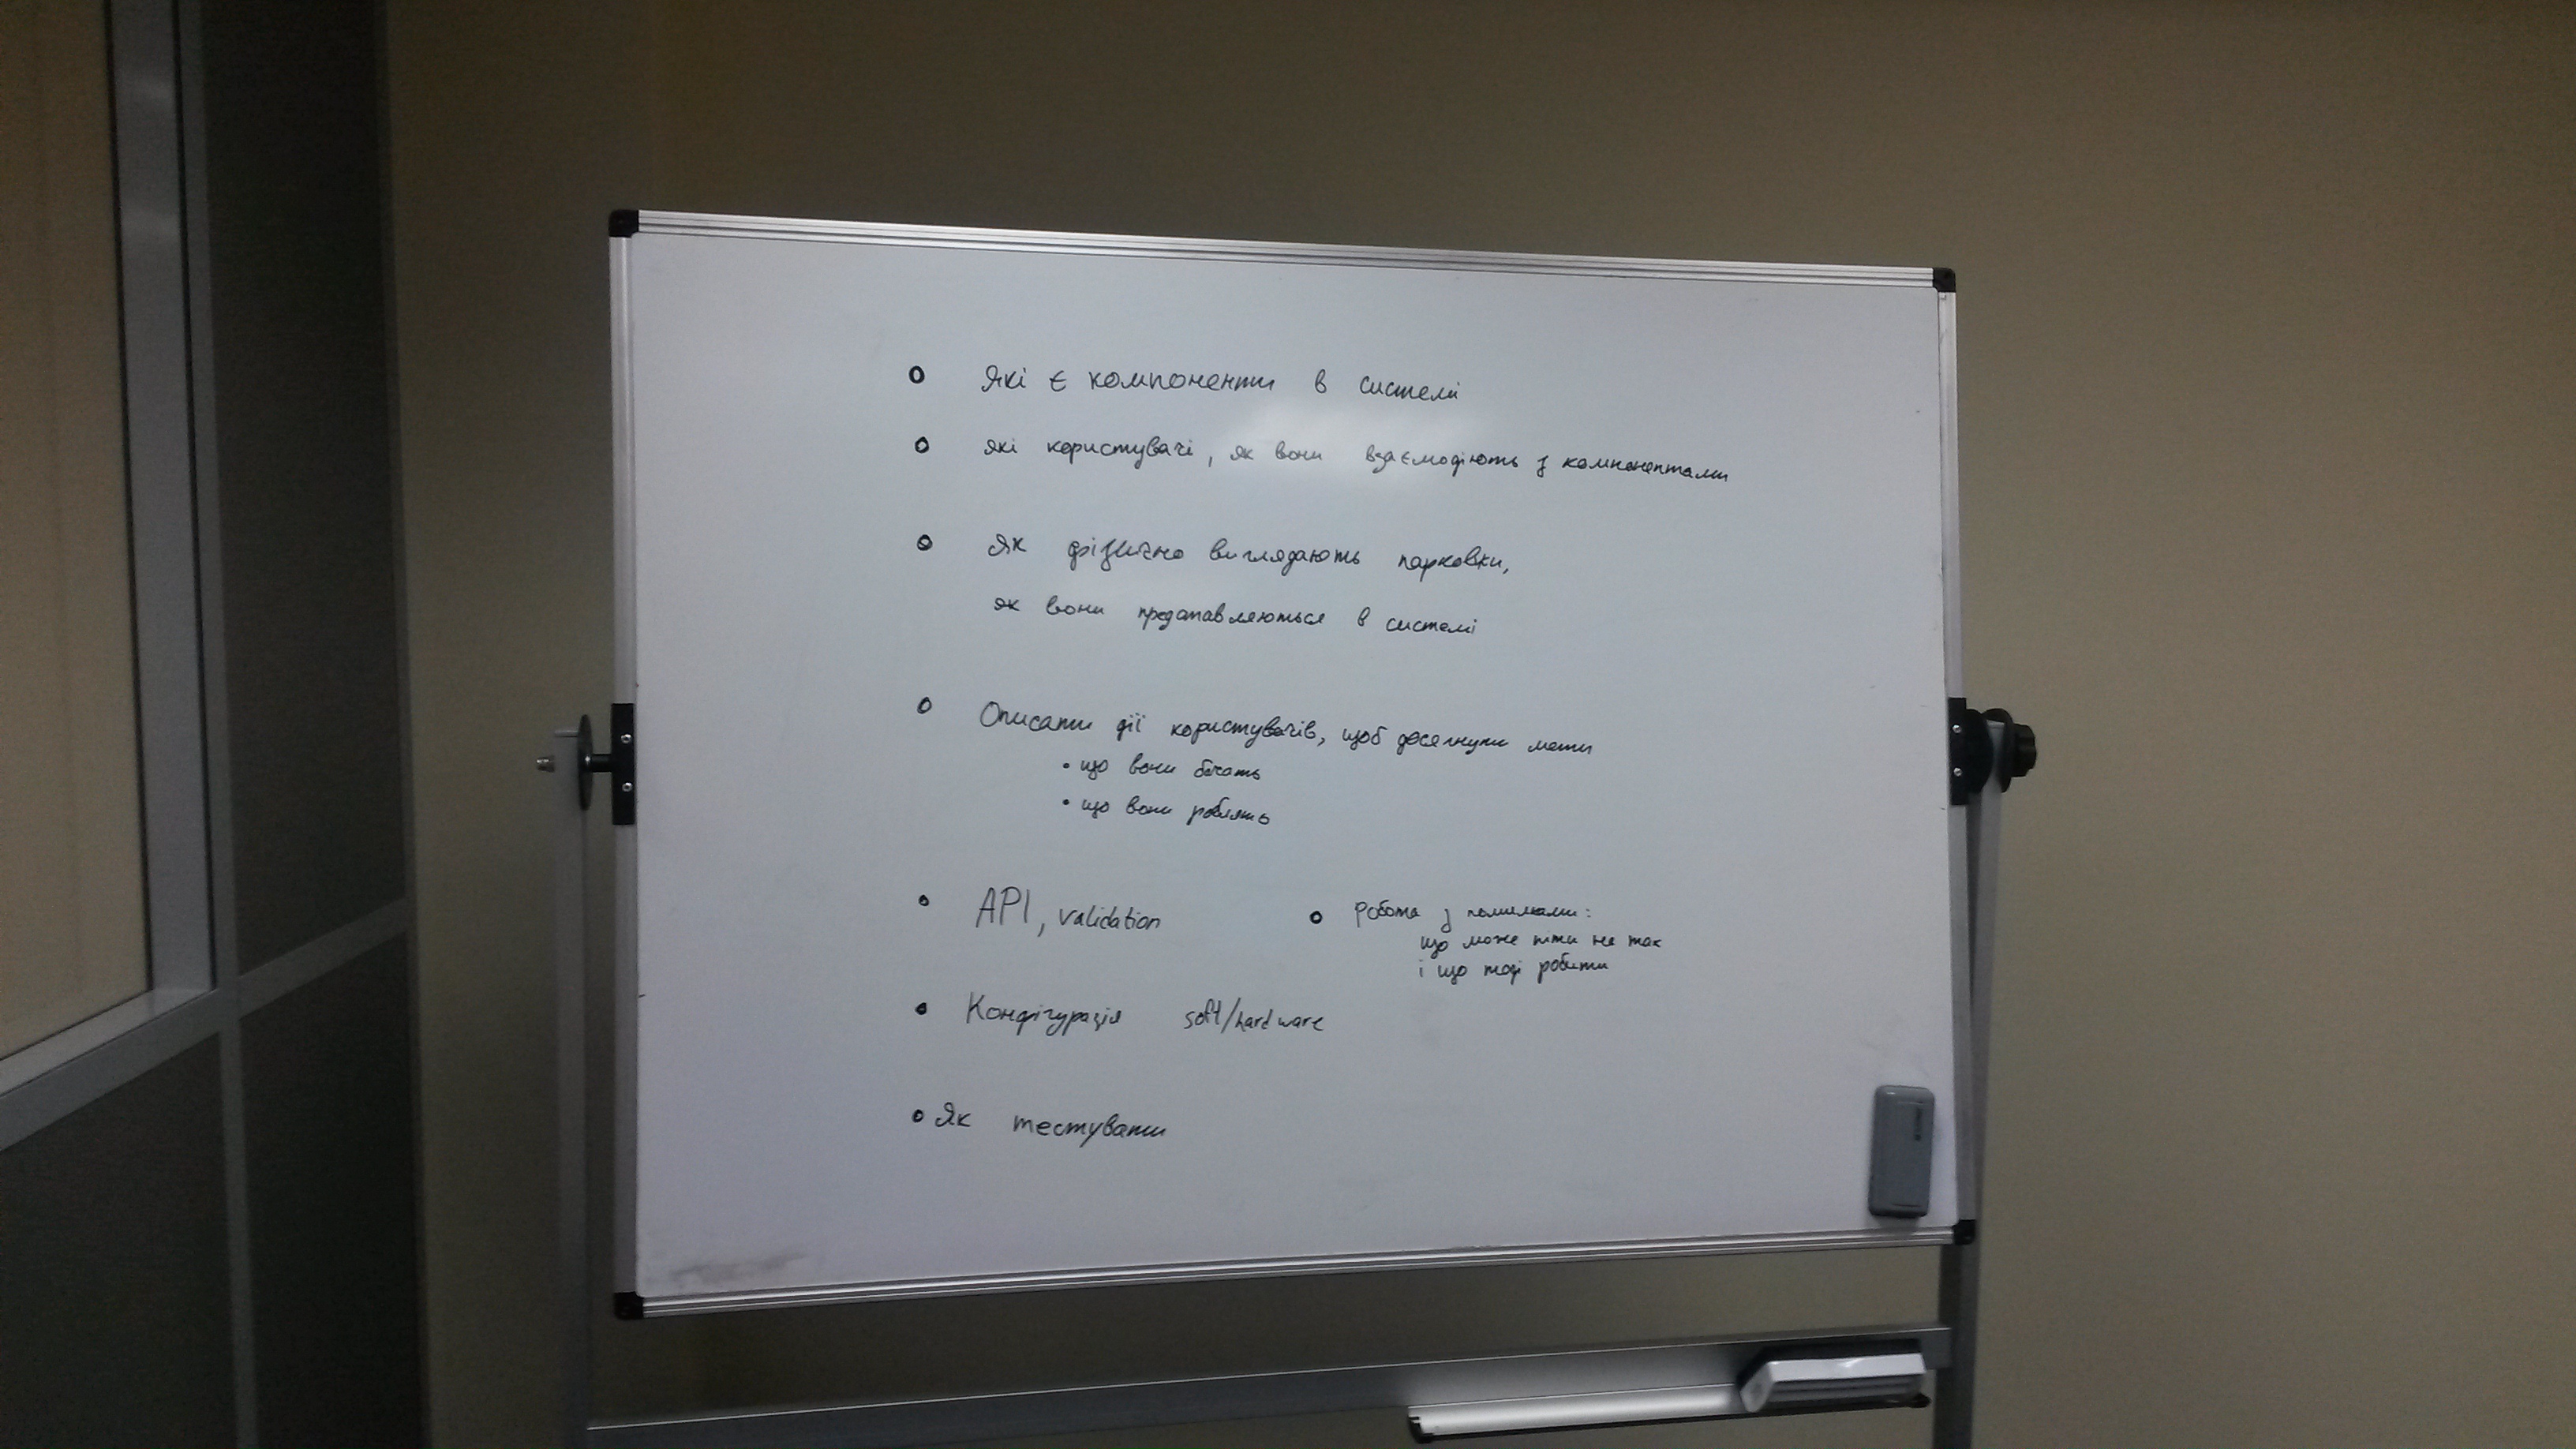 Які є компоненти в системі
які користувачі, як вони взаємодіють з компонентами
Як фізично виглядають парковки,
як вони представляються в системі
Описати дії користувачів, щоб досягнути мети
• що вони бачать
• що вони роблять
API, validation
Робота з помилками:
що може піти не так
і що тоді робити
Конфігурація soft/hardware
Як тестувати